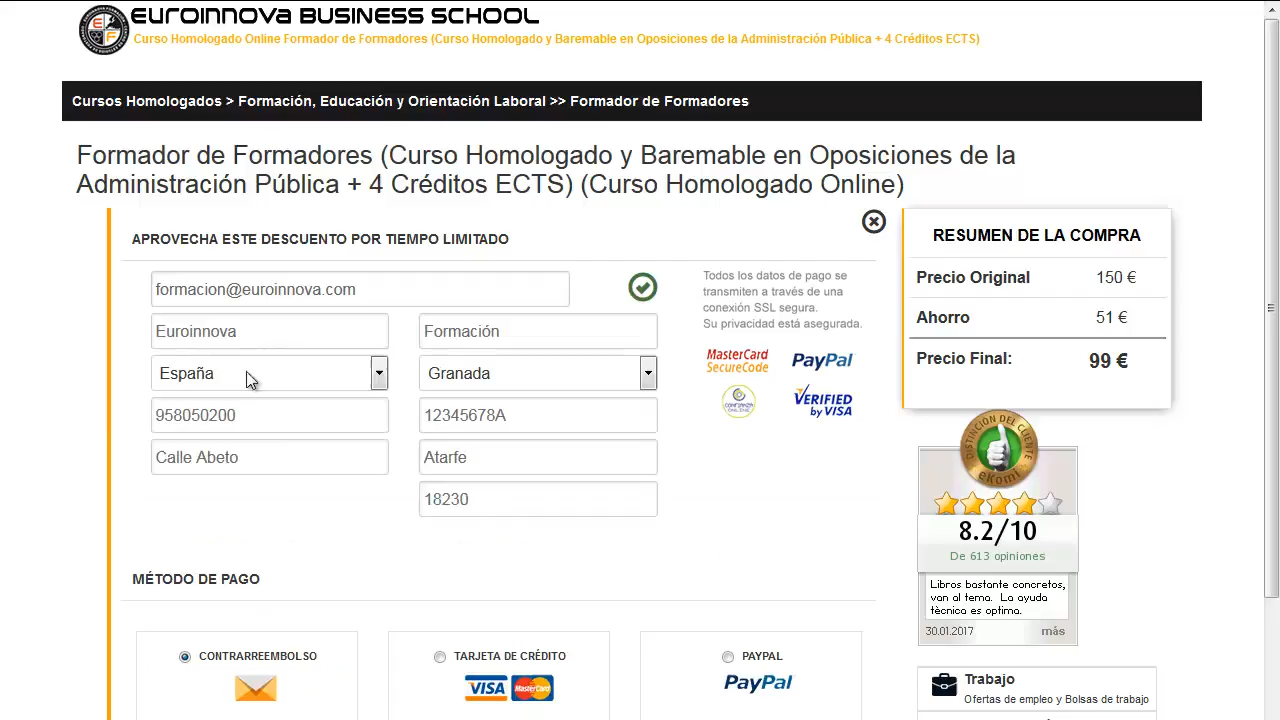 EUROINNOVA BUSINESS SCHOOL
Curso Homologado Online Formador de Formadores (Curso Homologado y Baremable en Oposiciones de la Administración Pública + 4 Créditos ECTS)
Cursos Homologados > Formación, Educación y Orientación Laboral >> Formador de Formadores
Formador de Formadores (Curso Homologado y Baremable en Oposiciones de la
Administración Pública + 4 Créditos ECTS) (Curso Homologado Online)
APROVECHA ESTE DESCUENTO POR TIEMPO LIMITADO
formacion@euroinnova.com
Euroinnova
Formación
España
Granada
958050200
12345678A
Calle Abeto
Atarfe
18230
Todos los datos de pago se
transmiten a través de una
conexión SSL segura.
Su privacidad está asegurada.
MasterCard
SecureCode
PayPal
CONFIANZA
ONLINE
VERIFIED
by VISA
RESUMEN DE LA COMPRA
Precio Original 150 €
Ahorro 51 €
Precio Final: 99 €
DISTINCIÓN DEL CLIENTE
eKomi
8.2/10
De 613 opiniones
Libros bastante concretos,
van al tema. La ayuda
tècnica es optima.
30.01.2017 más
Trabajo
Ofertas de empleo y Bolsas de trabajo
MÉTODO DE PAGO
CONTRARREEMBOLSO
TARJETA DE CRÉDITO
VISA MasterCard
PAYPAL
PayPal